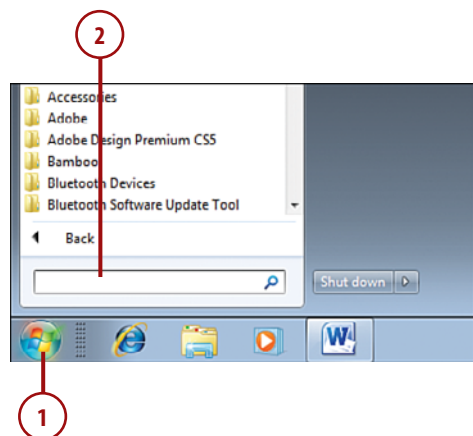 2
Accessories
Adobe
Adobe Design Premium CS5
Bamboo
Bluetooth Devices
Bluetooth Software Update Tool
Back
Shut down
W
1